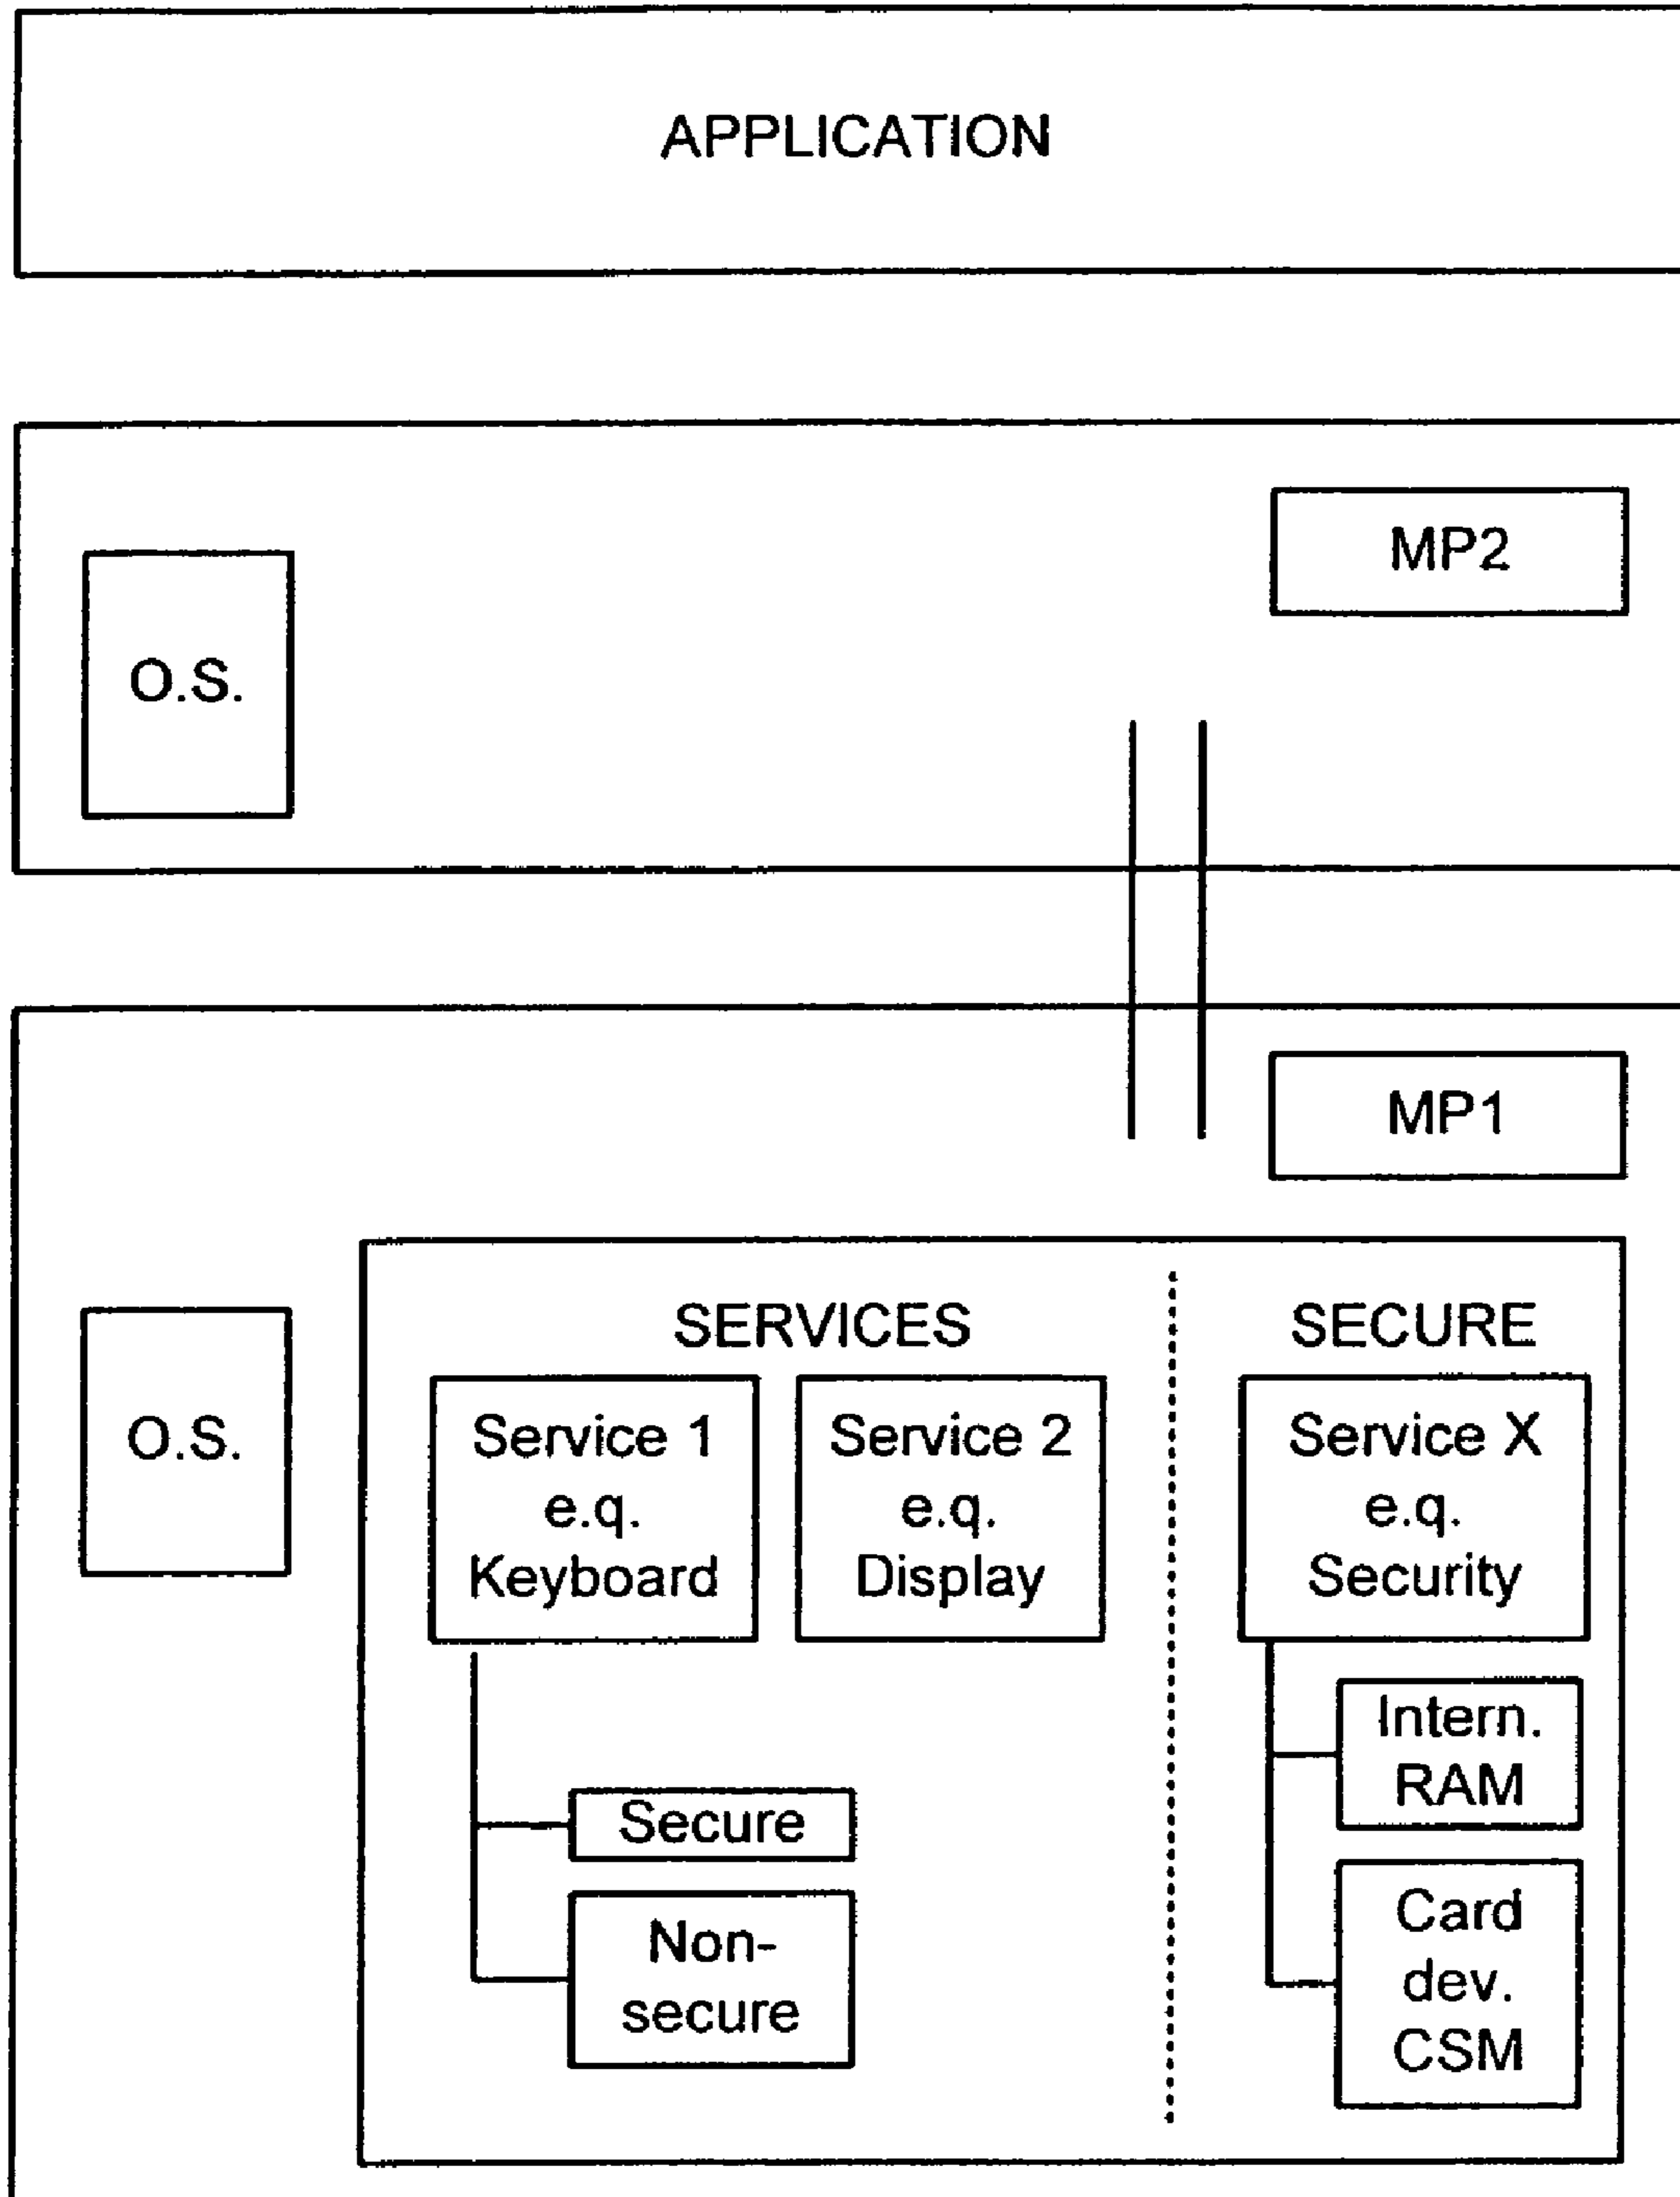 APPLICATION
MP2
O.S.
MP1
SERVICES
SECURE
O.S.
Service 1
e.q.
Keyboard
Service 2
e.q.
Display
Service X
e.q.
Security
Intern.
RAM
Secure
Card
dev.
CSM
Non-
secure